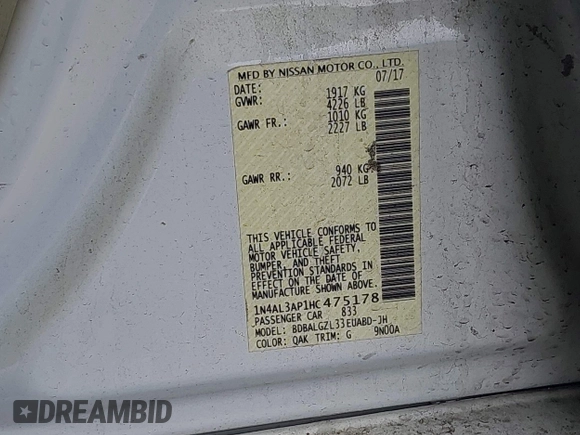 MFD BY NISSAN MOTOR CO., LTD.
DATE: 07/17
GVWR: 1917 KG
4226 LB
GAWR FR.: 1010 KG
2227 LB
GAWR RR.: 940 KG
2072 LB
THIS VEHICLE CONFORMS TO
ALL APPLICABLE FEDERAL
MOTOR VEHICLE SAFETY,
BUMPER, AND THEFT
PREVENTION STANDARDS IN
EFFECT ON THE DATE OF
MANUFACTURE SHOWN ABOVE.
1N4AL3AP1HC475178
PASSENGER CAR 833
MODEL: BDBALGZL33EUABD-JH
COLOR: QAK TRIM: G 9N00A
DREAMBID